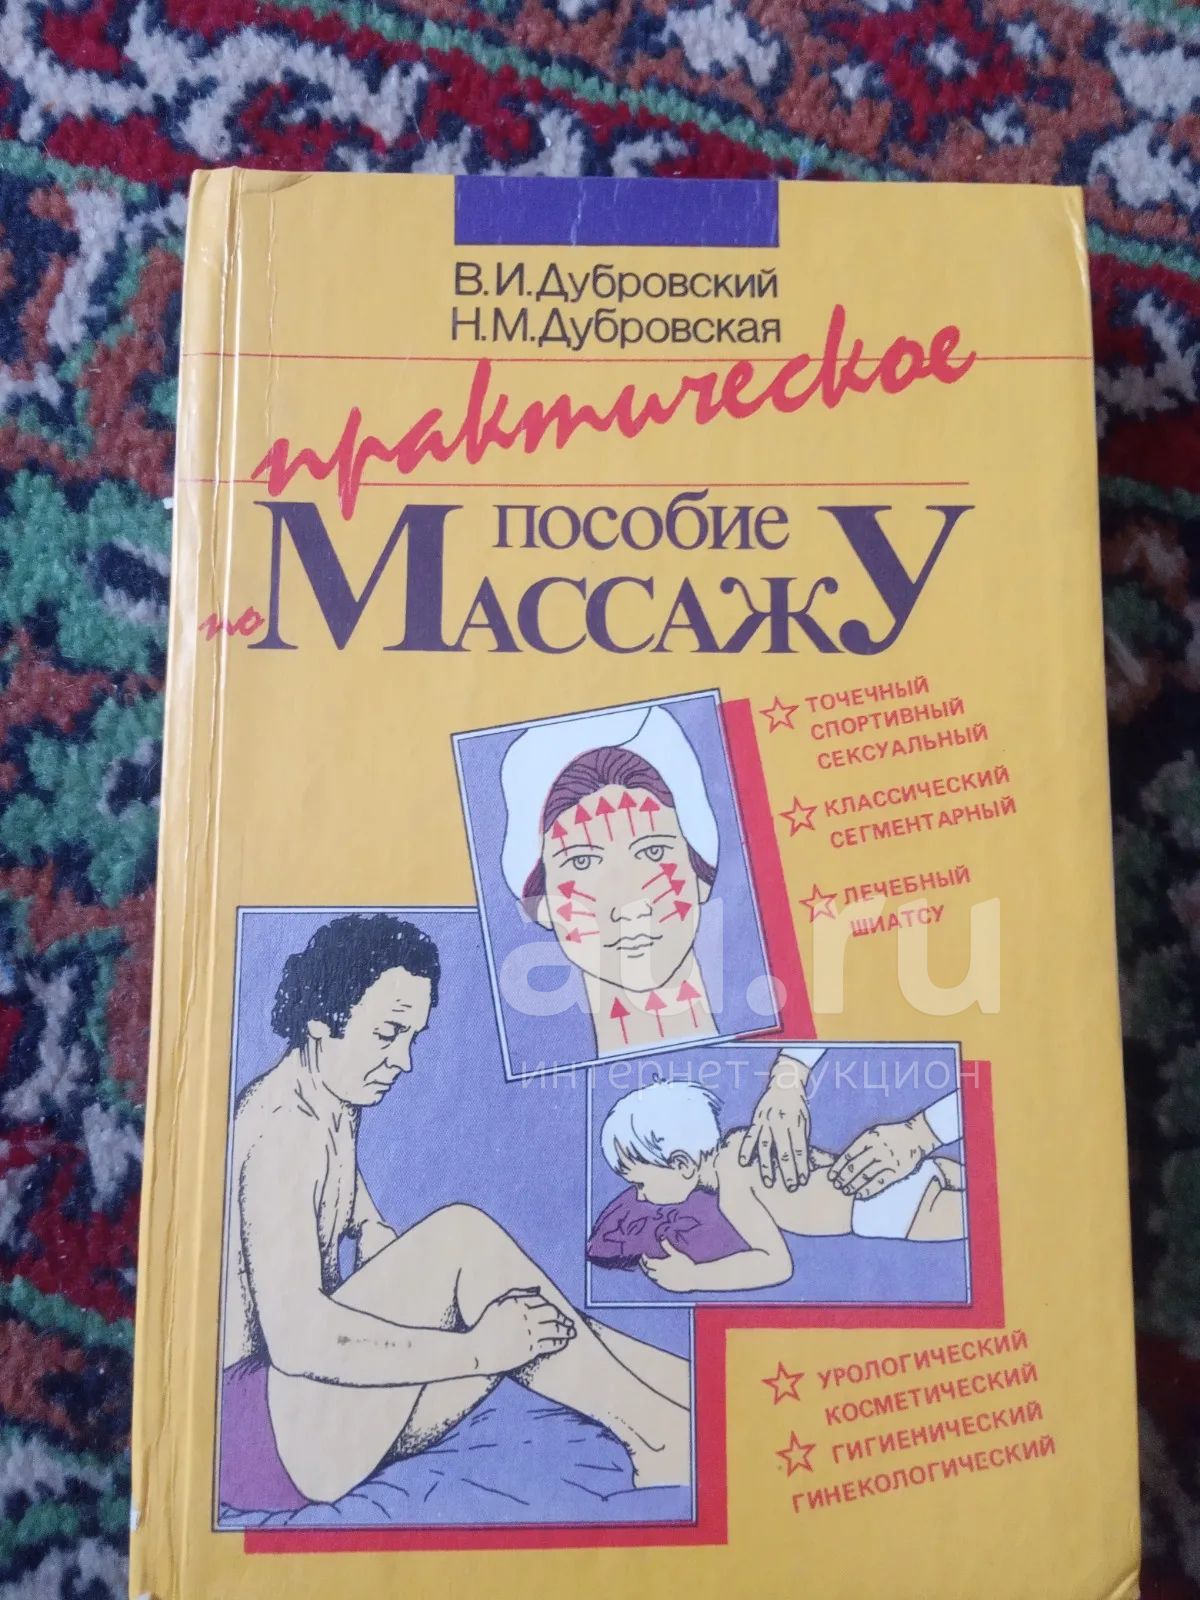 В.И.Дубровский
Н.М.Дубровская
практическое
пособие
по МассажУ
ТОЧЕЧНЫЙ
СПОРТИВНЫЙ
СЕКСУАЛЬНЫЙ
КЛАССИЧЕСКИЙ
СЕГМЕНТАРНЫЙ
ЛЕЧЕБНЫЙ
ШИАТСУ
au.ru
интернет-аукцион
УРОЛОГИЧЕСКИЙ
КОСМЕТИЧЕСКИЙ
ГИГИЕНИЧЕСКИЙ
ГИНЕКОЛОГИЧЕСКИЙ